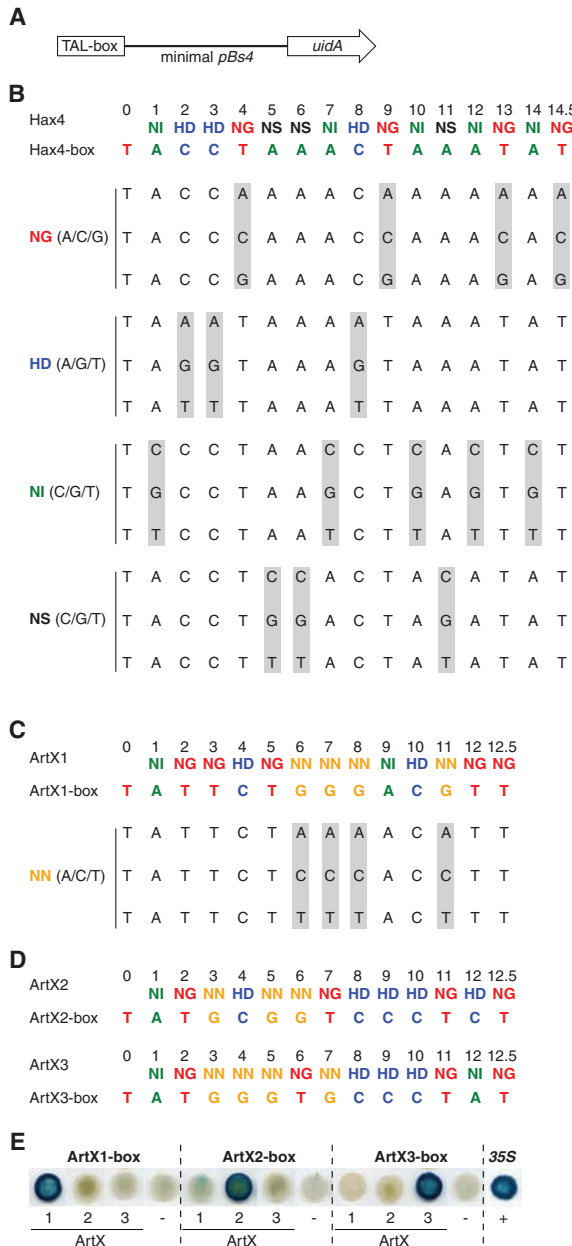 A
TAL-box minimal pBs4 uidA
B
0 1 2 3 4 5 6 7 8 9 10 11 12 13 14 14.5
Hax4 NI HD HD NG NS NS NI HD NG NI NS NI NG NI NG
Hax4-box T A C C T A A A C T A A A T A T
T A C C A A A A C A A A A A A A
NG (A/C/G) T A C C C A A A C C A A A C A C
T A C C G A A A C G A A A G A G
T A A A T A A A A T A A A T A T
HD (A/G/T) T A G G T A A A G T A A A T A T
T A T T T A A A T T A A A T A T
T C C C T A A C C T C A C T C T
NI (C/G/T) T G C C T A A G C T G A G T G T
T T C C T A A T C T T A T T T T
T A C C T C C A C T A C A T A T
NS (C/G/T) T A C C T G G A C T A G A T A T
T A C C T T T A C T A T A T A T
C
0 1 2 3 4 5 6 7 8 9 10 11 12 12.5
ArtX1 NI NG NG HD NG NN NN NN NI HD NN NG NG
ArtX1-box T A T T C T G G G A C G T T
T A T T C T A A A A C A T T
NN (A/C/T) T A T T C T C C C A C C T T
T A T T C T T T T A C T T T
D
0 1 2 3 4 5 6 7 8 9 10 11 12 12.5
ArtX2 NI NG NN HD NN NN NG HD HD HD NG HD NG
ArtX2-box T A T G C G G T C C C T C T
0 1 2 3 4 5 6 7 8 9 10 11 12 12.5
ArtX3 NI NG NN NN NN NG NN HD HD HD NG NI NG
ArtX3-box T A T G G G T G C C C T A T
E
ArtX1-box ArtX2-box ArtX3-box 35S
1 2 3 - 1 2 3 - 1 2 3 - +
ArtX ArtX ArtX